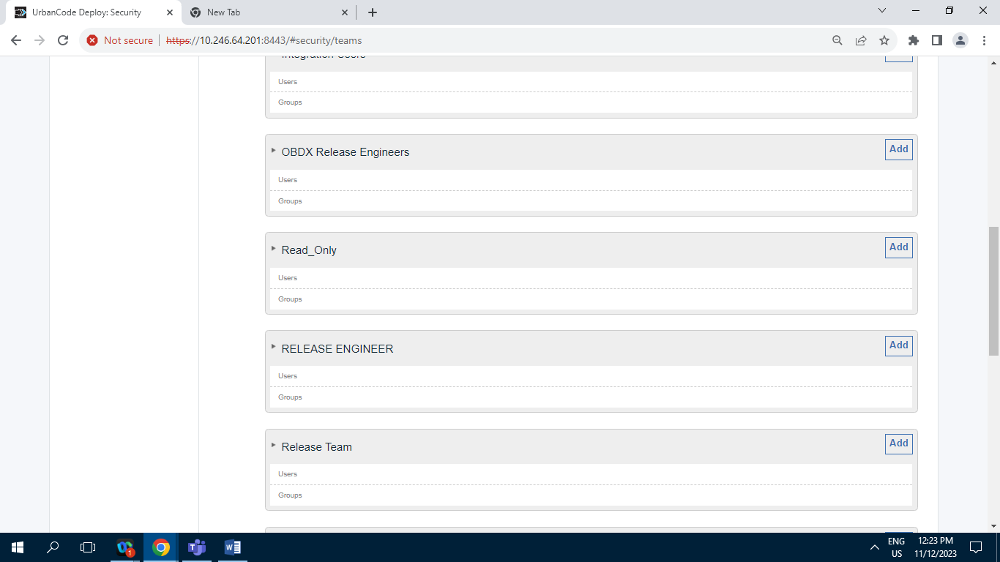 UrbanCode Deploy: Security
New Tab
Not secure https://10.246.64.201:8443/#security/teams
Integration Users
Users
Groups
OBDX Release Engineers Add
Users
Groups
Read_Only Add
Users
Groups
RELEASE ENGINEER Add
Users
Groups
Release Team Add
Users
Groups
1
ENG 12:23 PM
US 11/12/2023